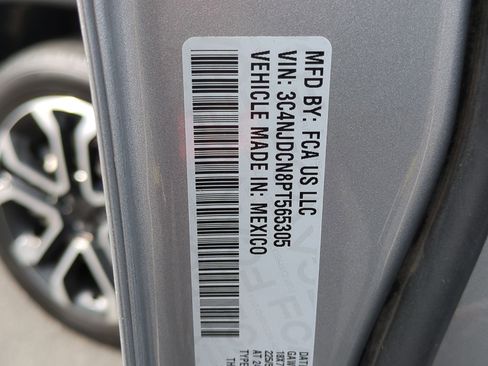 MFD BY: FCA US LLC
VIN: 3C4NJDCN8PT565305
VEHICLE MADE IN: MEXICO